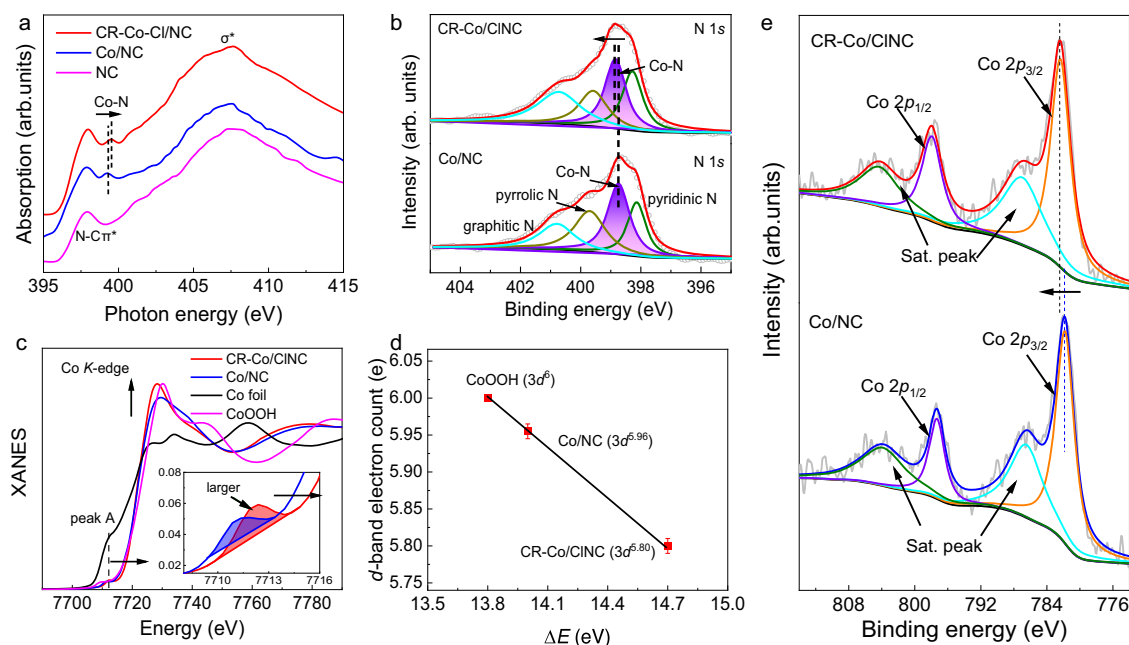 a
CR-Co-Cl/NC
Co/NC
NC
σ*
Co-N
N-Cπ*
Absorption (arb.units)
395 400 405 410 415
Photon energy (eV)
b
CR-Co/ClNC
N 1s
Co-N
Co/NC
N 1s
Co-N
pyrrolic N
graphitic N
pyridinic N
Intensity (arb. units)
404 402 400 398 396
Binding energy (eV)
c
Co K-edge
CR-Co/ClNC
Co/NC
Co foil
CoOOH
peak A
larger
0.08
0.06
0.04
0.02
7710 7713 7716
XANES
7700 7720 7740 7760 7780
Energy (eV)
d
d-band electron count (e)
6.05
6.00
5.95
5.90
5.85
5.80
5.75
CoOOH (3d6)
Co/NC (3d5.96)
CR-Co/ClNC (3d5.80)
13.5 13.8 14.1 14.4 14.7 15.0
ΔE (eV)
e
CR-Co/ClNC
Co 2p3/2
Co 2p1/2
Sat. peak
Co/NC
Co 2p3/2
Co 2p1/2
Sat. peak
Intensity (arb.units)
808 800 792 784 776
Binding energy (eV)